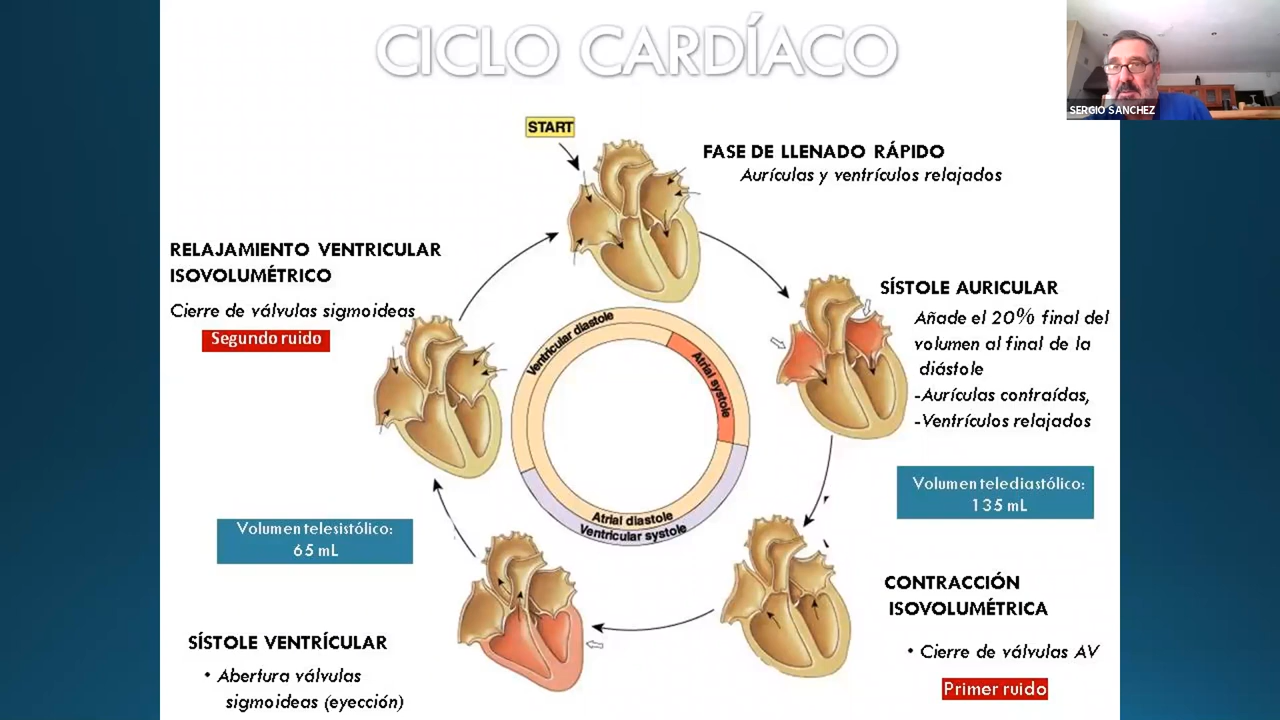 CICLO CARDÍACO
SERGIO SANCHEZ
START
FASE DE LLENADO RÁPIDO
Aurículas y ventrículos relajados
SÍSTOLE AURICULAR
Añade el 20% final del
volumen al final de la
diástole
-Aurículas contraídas,
-Ventrículos relajados
Volumen telediastólico:
135 mL
CONTRACCIÓN
ISOVOLUMÉTRICA
• Cierre de válvulas AV
Primer ruido
SÍSTOLE VENTRÍCULAR
• Abertura válvulas
sigmoideas (eyección)
Volumen telesistólico:
65 mL
RELAJAMIENTO VENTRICULAR
ISOVOLUMÉTRICO
Cierre de válvulas sigmoideas
Segundo ruido
Ventricular diastole
Atrial systole
Atrial diastole
Ventricular systole